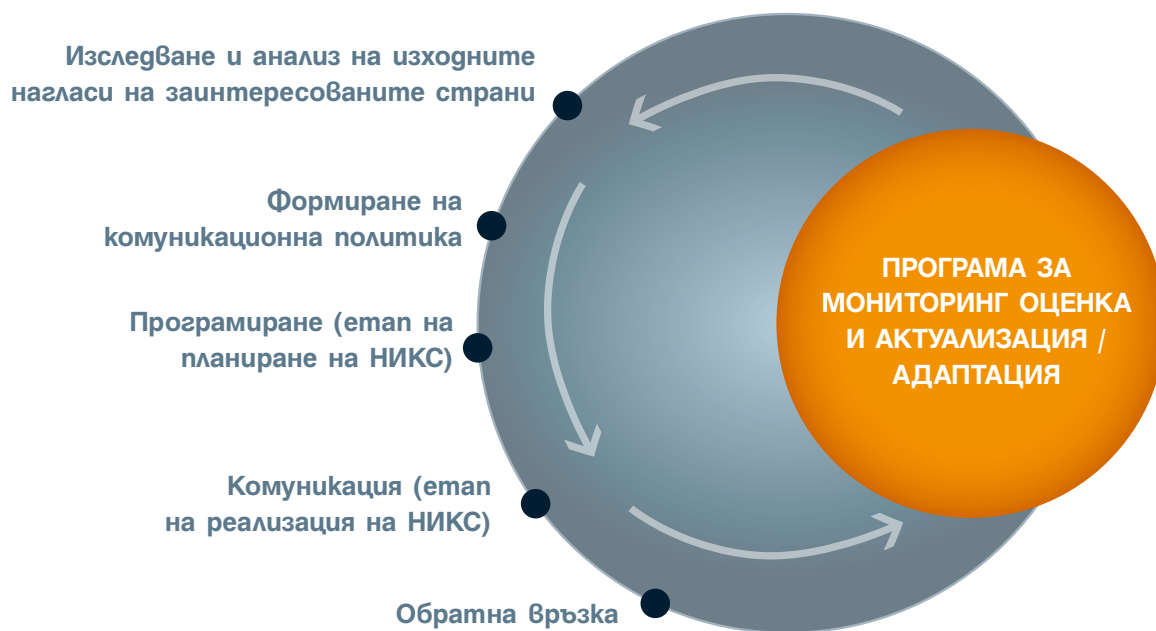 Изследване и анализ на изходните
нагласи на заинтересованите страни
Формиране на
комуникационна политика
Програмиране (етап на
планиране на НИКС)
Комуникация (етап
на реализация на НИКС)
Обратна връзка
ПРОГРАМА ЗА
МОНИТОРИНГ ОЦЕНКА
И АКТУАЛИЗАЦИЯ /
АДАПТАЦИЯ